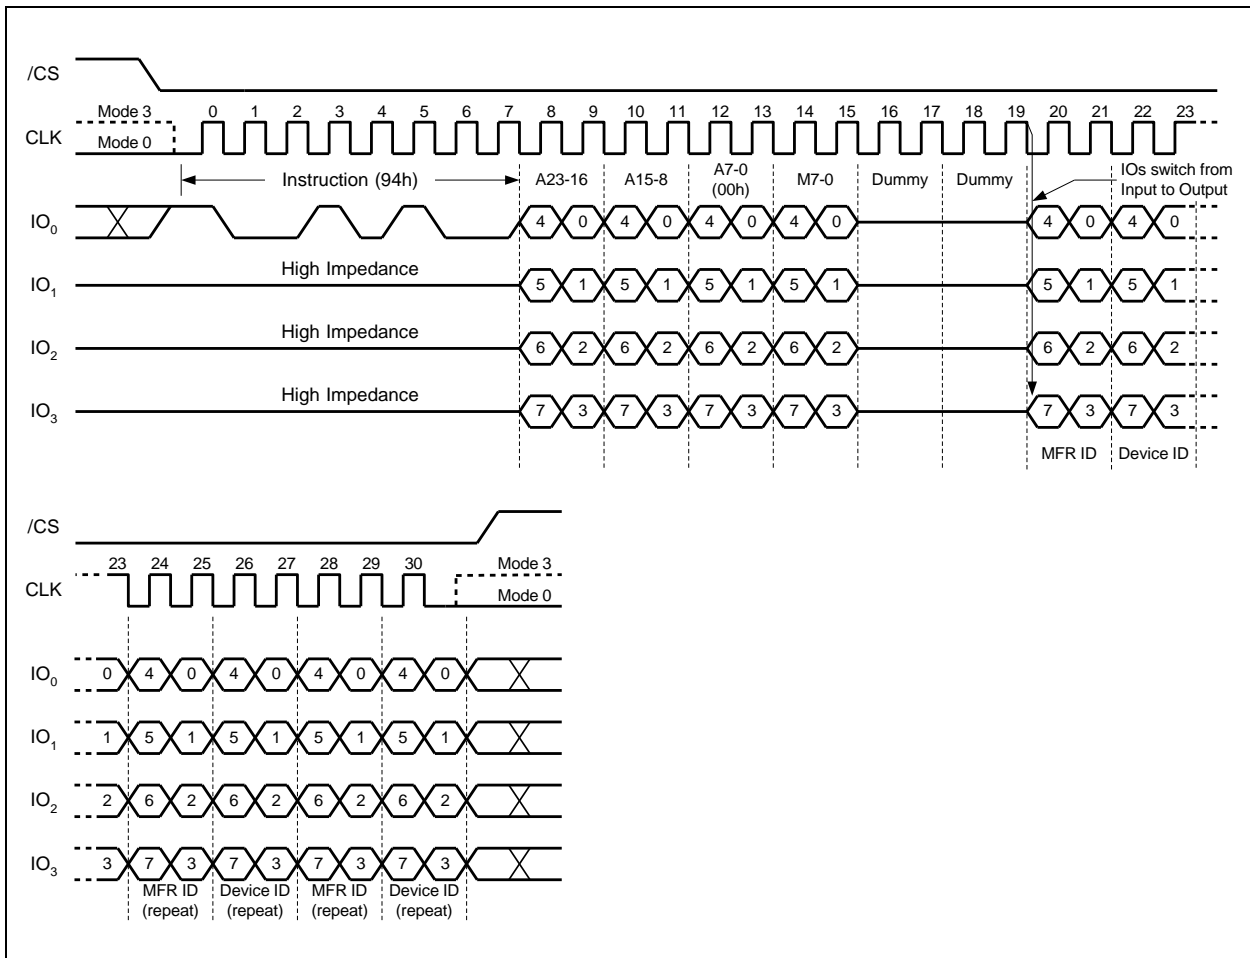 /CS
Mode 3 0 1 2 3 4 5 6 7 8 9 10 11 12 13 14 15 16 17 18 19 20 21 22 23
CLK
Mode 0
Instruction (94h) A23-16 A15-8 A7-0 (00h) M7-0 Dummy Dummy IOs switch from Input to Output
IO0 4 0 4 0 4 0 4 0 4 0 4 0
High Impedance
IO1 5 1 5 1 5 1 5 1 5 1 5 1
High Impedance
IO2 6 2 6 2 6 2 6 2 6 2 6 2
High Impedance
IO3 7 3 7 3 7 3 7 3 7 3 7 3
MFR ID Device ID
/CS
23 24 25 26 27 28 29 30 Mode 3
CLK
Mode 0
IO0 0 4 0 4 0 4 0 4 0
IO1 1 5 1 5 1 5 1 5 1
IO2 2 6 2 6 2 6 2 6 2
IO3 3 7 3 7 3 7 3 7 3
MFR ID Device ID MFR ID Device ID
(repeat) (repeat) (repeat) (repeat)